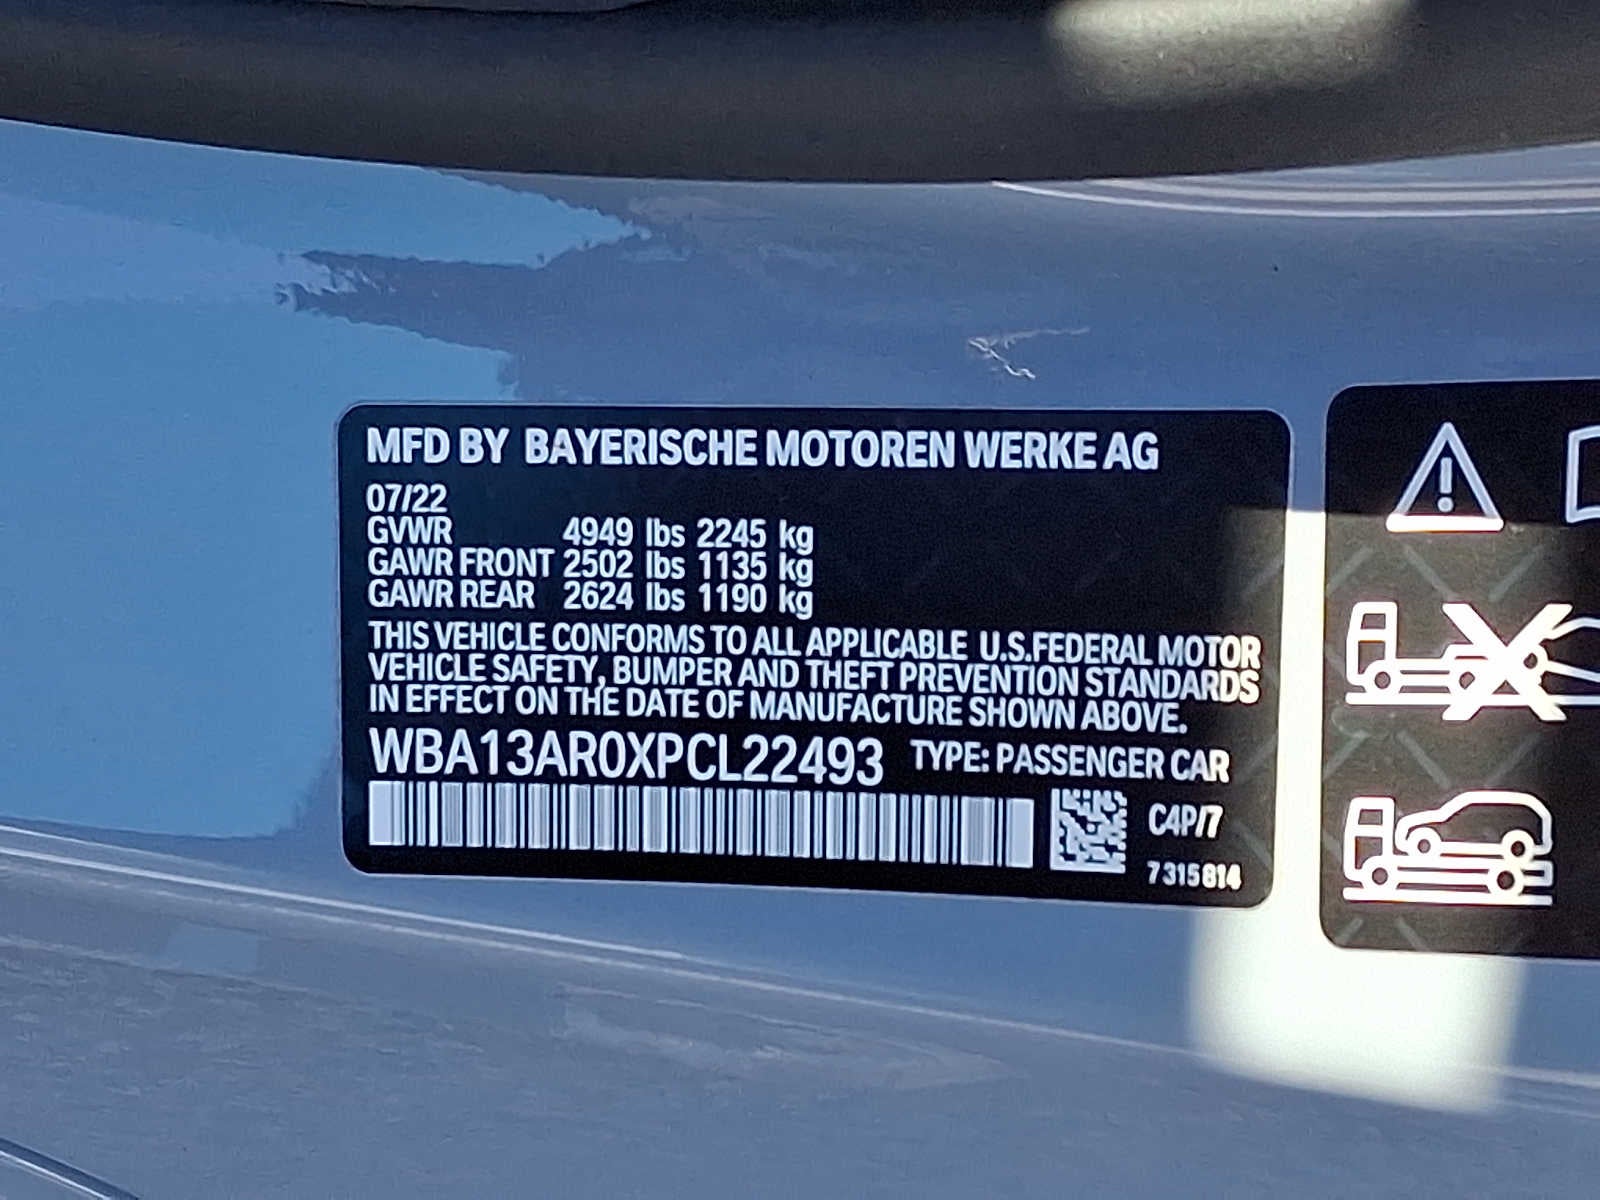 MFD BY BAYERISCHE MOTOREN WERKE AG
07/22
GVWR 4949 lbs 2245 kg
GAWR FRONT 2502 lbs 1135 kg
GAWR REAR 2624 lbs 1190 kg
THIS VEHICLE CONFORMS TO ALL APPLICABLE U.S.FEDERAL MOTOR
VEHICLE SAFETY, BUMPER AND THEFT PREVENTION STANDARDS
IN EFFECT ON THE DATE OF MANUFACTURE SHOWN ABOVE.
WBA13AR0XPCL22493 TYPE: PASSENGER CAR
C4P/7
7315814